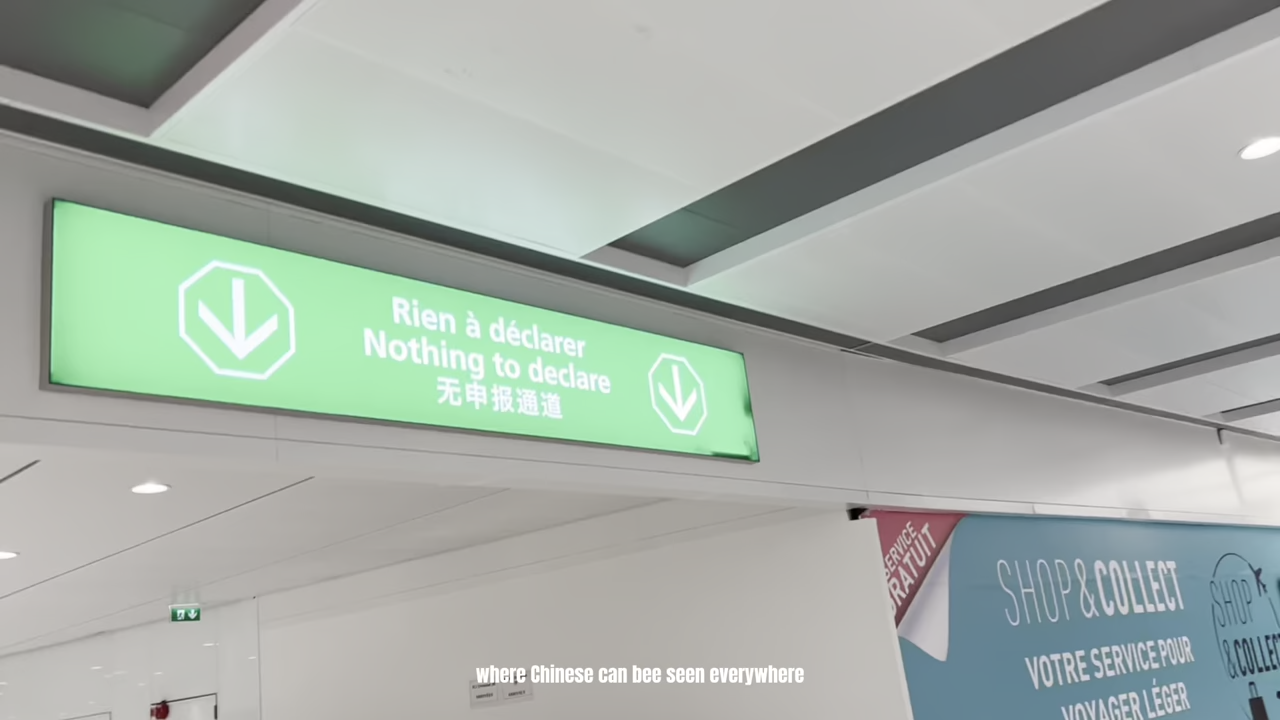 Rien à déclarer
Nothing to declare
无申报通道
SERVICE
GRATUIT
SHOP&COLLECT
VOTRE SERVICE POUR
VOYAGER LÉGER
SHOP
&COLLECT
where Chinese can bee seen everywhere